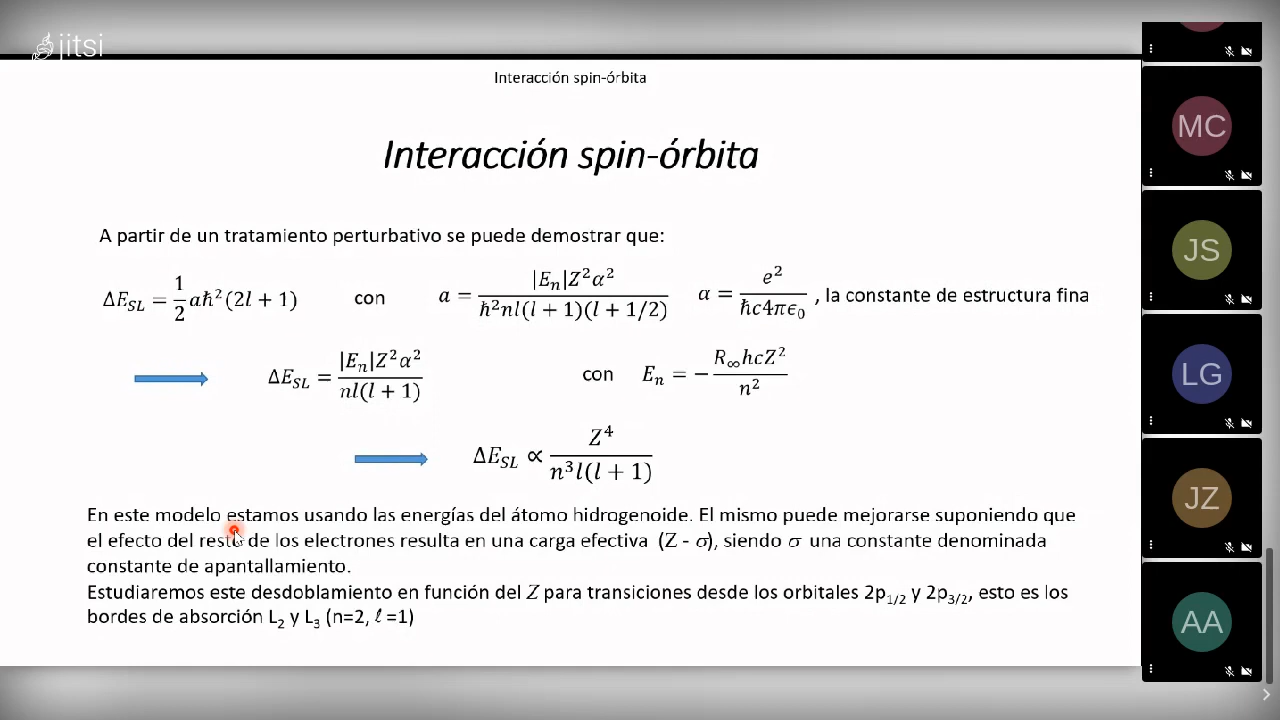 jitsi
Interacción spin-órbita
Interacción spin-órbita
A partir de un tratamiento perturbativo se puede demostrar que:
ΔE_SL = 1/2 aħ²(2l + 1) con a = |E_n|Z²α² / ħ²nl(l + 1)(l + 1/2) α = e² / ħc4πϵ₀ , la constante de estructura fina
ΔE_SL = |E_n|Z²α² / nl(l + 1) con E_n = − R_∞hcZ² / n²
ΔE_SL ∝ Z⁴ / n³l(l + 1)
En este modelo estamos usando las energías del átomo hidrogenoide. El mismo puede mejorarse suponiendo que
el efecto del resto de los electrones resulta en una carga efectiva (Z - σ), siendo σ una constante denominada
constante de apantallamiento.
Estudiaremos este desdoblamiento en función del Z para transiciones desde los orbitales 2p₁/₂ y 2p₃/₂, esto es los
bordes de absorción L₂ y L₃ (n=2, ℓ =1)
MC
JS
LG
JZ
AA